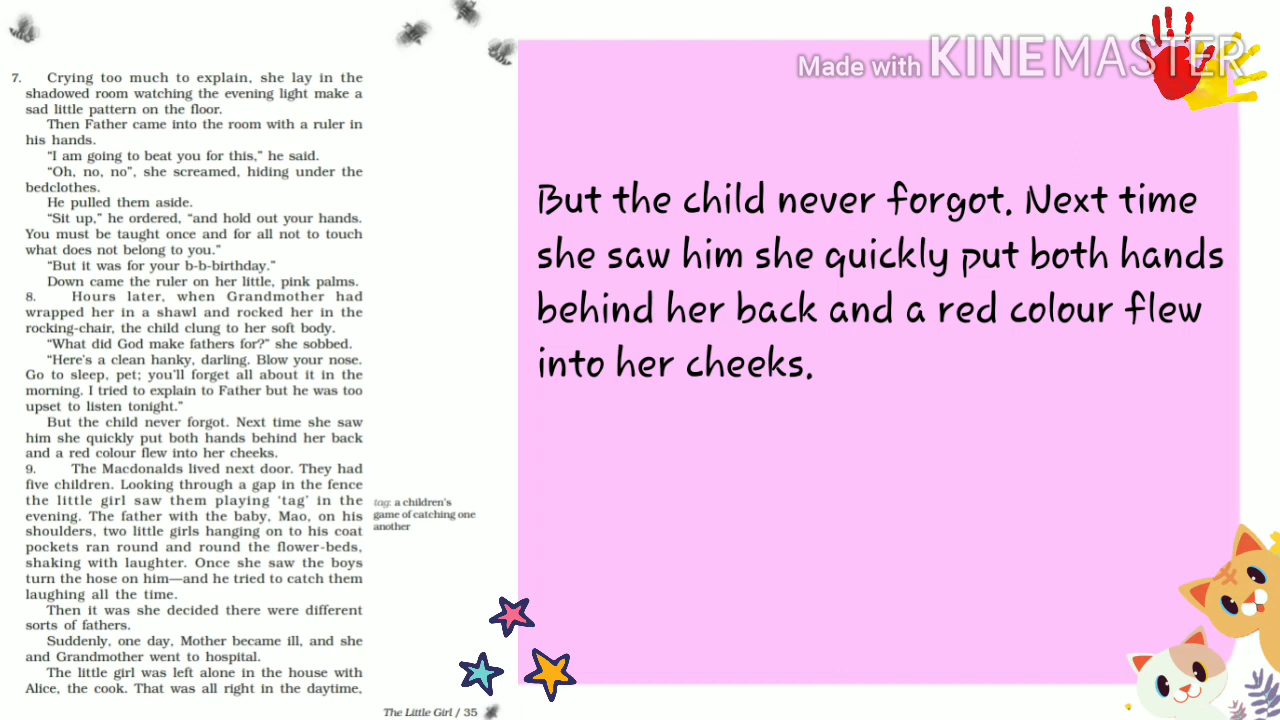 7. Crying too much to explain, she lay in the
shadowed room watching the evening light make a
sad little pattern on the floor.
Then Father came into the room with a ruler in
his hands.
“I am going to beat you for this,” he said.
“Oh, no, no”, she screamed, hiding under the
bedclothes.
He pulled them aside.
“Sit up,” he ordered, “and hold out your hands.
You must be taught once and for all not to touch
what does not belong to you.”
“But it was for your b-b-birthday.”
Down came the ruler on her little, pink palms.
8. Hours later, when Grandmother had
wrapped her in a shawl and rocked her in the
rocking-chair, the child clung to her soft body.
“What did God make fathers for?” she sobbed.
“Here’s a clean hanky, darling. Blow your nose.
Go to sleep, pet; you’ll forget all about it in the
morning. I tried to explain to Father but he was too
upset to listen tonight.”
But the child never forgot. Next time she saw
him she quickly put both hands behind her back
and a red colour flew into her cheeks.
9. The Macdonalds lived next door. They had
five children. Looking through a gap in the fence
the little girl saw them playing ‘tag’ in the
evening. The father with the baby, Mao, on his
shoulders, two little girls hanging on to his coat
pockets ran round and round the flower-beds,
shaking with laughter. Once she saw the boys
turn the hose on him—and he tried to catch them
laughing all the time.
Then it was she decided there were different
sorts of fathers.
Suddenly, one day, Mother became ill, and she
and Grandmother went to hospital.
The little girl was left alone in the house with
Alice, the cook. That was all right in the daytime,
tag: a children’s
game of catching one
another
The Little Girl / 35
Made with KINEMASTER
But the child never forgot. Next time
she saw him she quickly put both hands
behind her back and a red colour flew
into her cheeks.